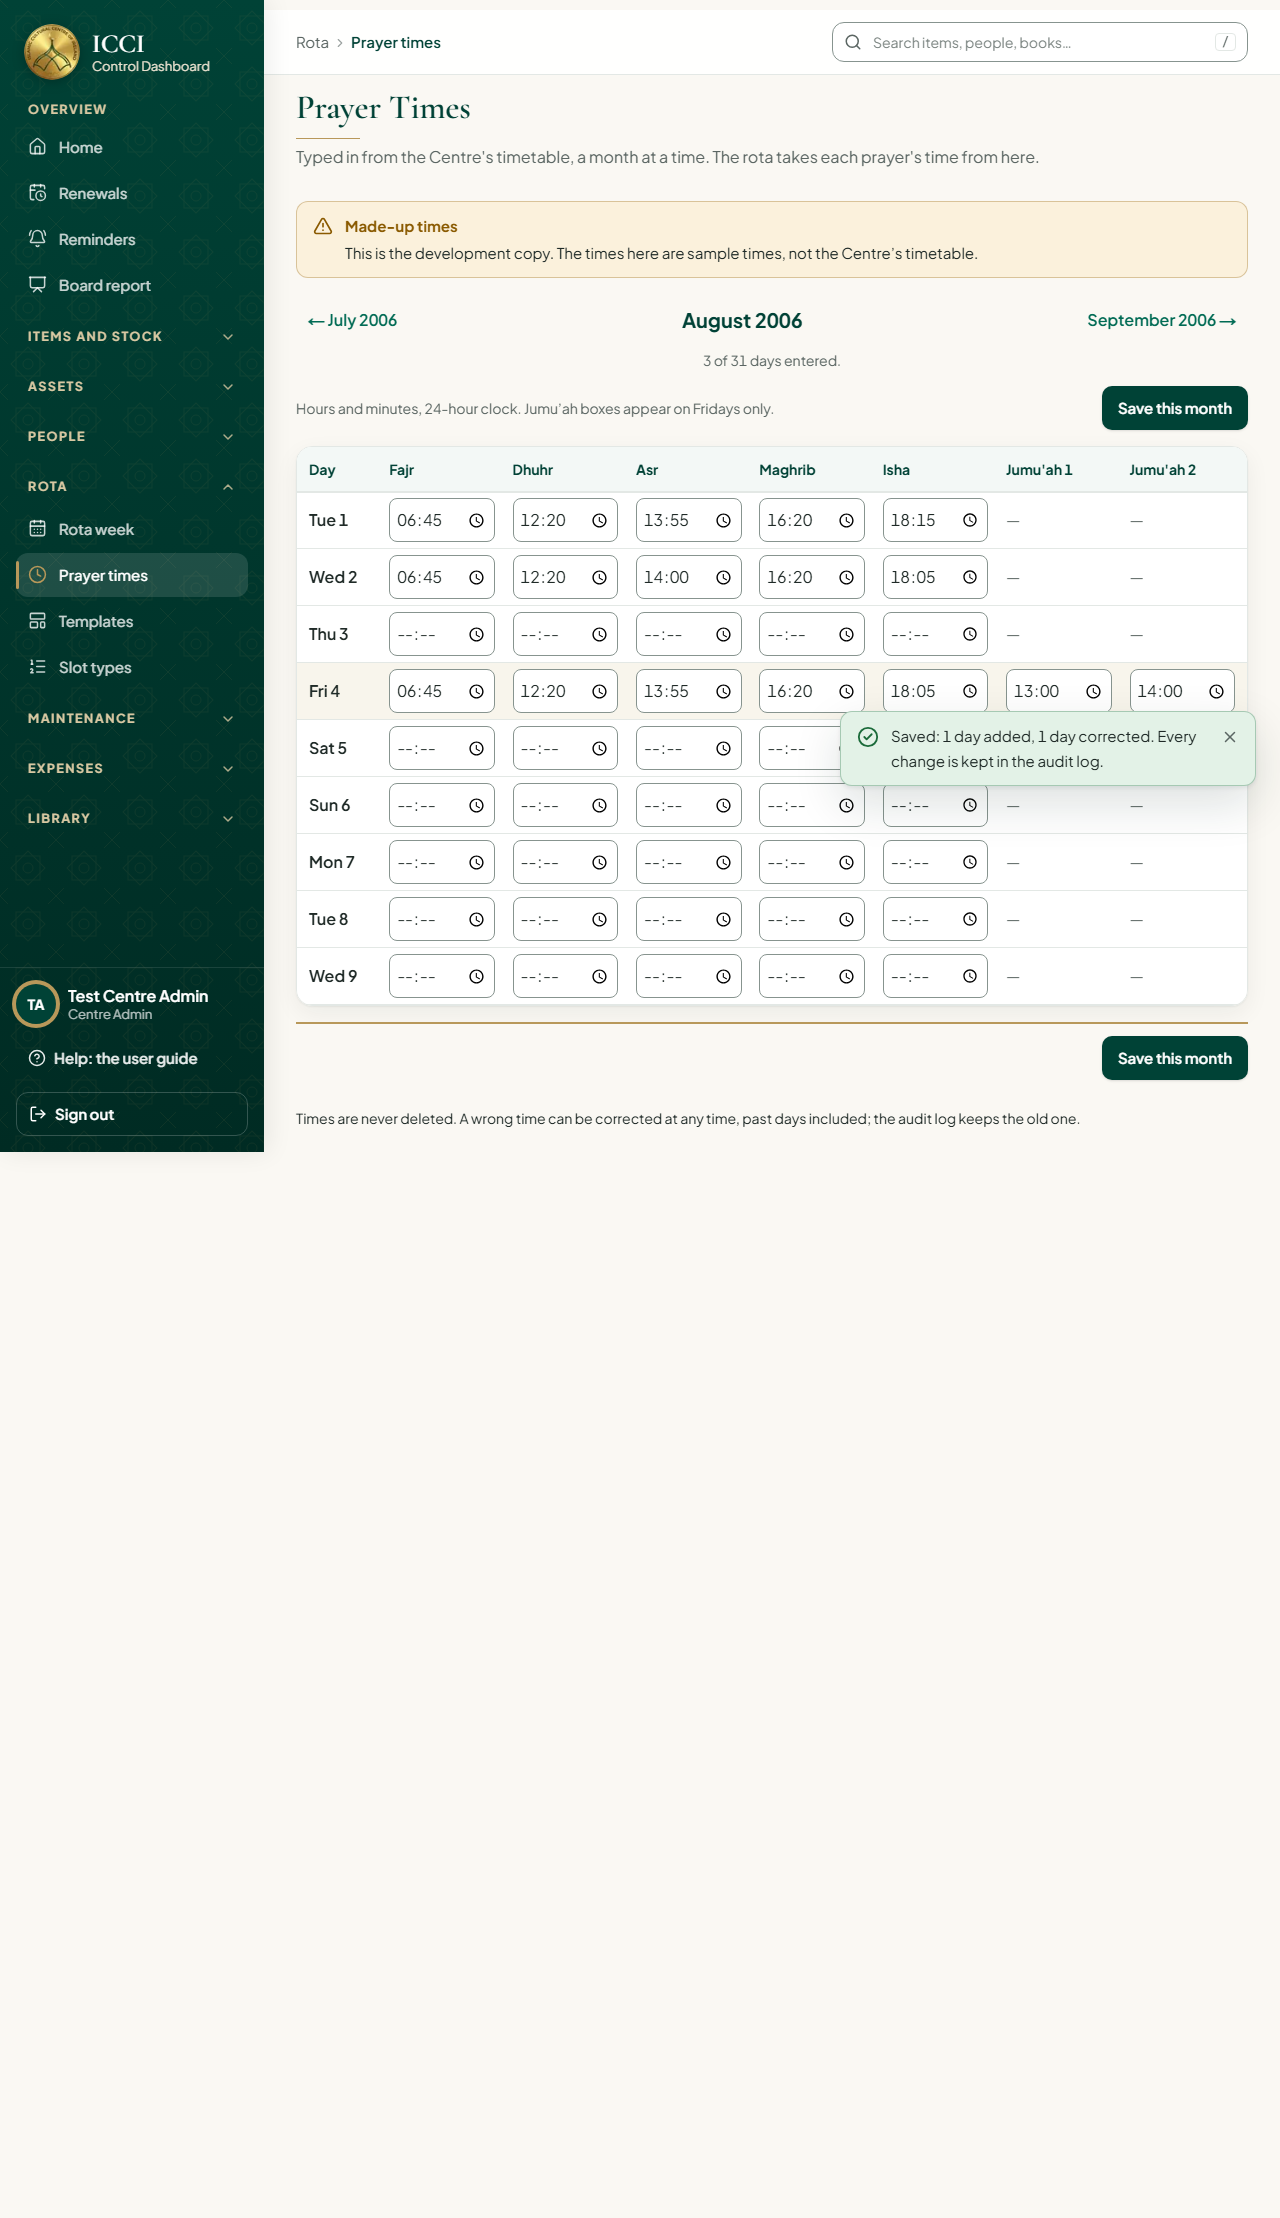 ICCI
Control Dashboard
OVERVIEW
Home
Renewals
Reminders
Board report
ITEMS AND STOCK
ASSETS
PEOPLE
ROTA
Rota week
Prayer times
Templates
Slot types
MAINTENANCE
EXPENSES
LIBRARY
TA
Test Centre Admin
Centre Admin
Help: the user guide
Sign out
Rota › Prayer times
Search items, people, books… /
Prayer Times
Typed in from the Centre's timetable, a month at a time. The rota takes each prayer's time from here.
Made-up times
This is the development copy. The times here are sample times, not the Centre’s timetable.
← July 2006 August 2006 September 2006 →
3 of 31 days entered.
Hours and minutes, 24-hour clock. Jumu’ah boxes appear on Fridays only. Save this month
Day Fajr Dhuhr Asr Maghrib Isha Jumu'ah 1 Jumu'ah 2
Tue 1 06:45 12:20 13:55 16:20 18:15 — —
Wed 2 06:45 12:20 14:00 16:20 18:05 — —
Thu 3 --:-- --:-- --:-- --:-- --:-- — —
Fri 4 06:45 12:20 13:55 16:20 18:05 13:00 14:00
Sat 5 --:-- --:-- --:-- --:--
Saved: 1 day added, 1 day corrected. Every
change is kept in the audit log.
Sun 6 --:-- --:-- --:-- --:-- --:-- — —
Mon 7 --:-- --:-- --:-- --:-- --:-- — —
Tue 8 --:-- --:-- --:-- --:-- --:-- — —
Wed 9 --:-- --:-- --:-- --:-- --:-- — —
Save this month
Times are never deleted. A wrong time can be corrected at any time, past days included; the audit log keeps the old one.